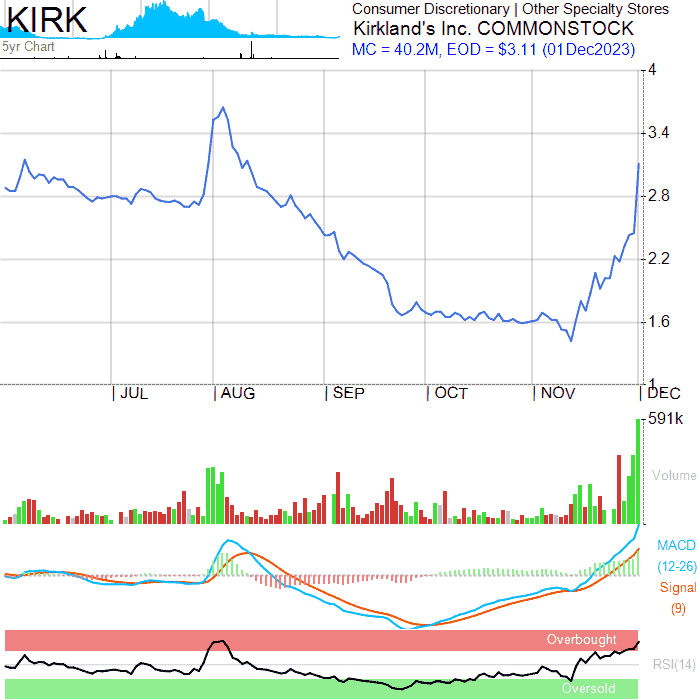 KIRK
Consumer Discretionary | Other Specialty Stores
Kirkland's Inc. COMMONSTOCK
MC = 40.2M, EOD = $3.11 (01Dec2023)
5yr Chart
4
3.4
2.8
2.2
1.6
1
JUL AUG SEP OCT NOV DEC
591k
Volume
MACD
(12-26)
Signal
(9)
Overbought
RSI(14)
Oversold